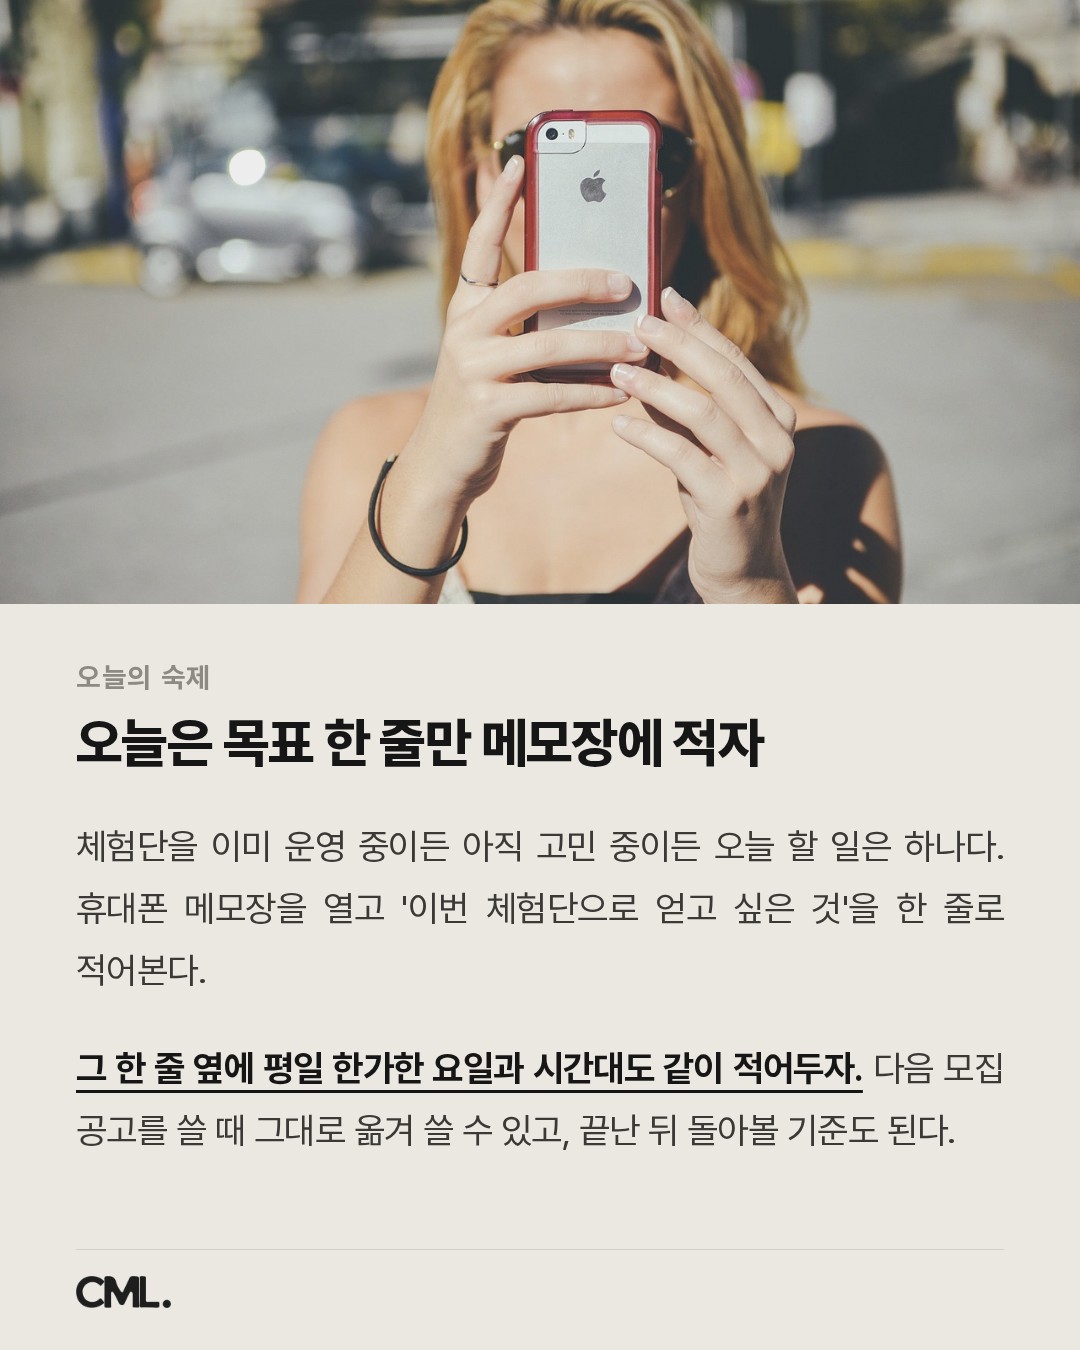 오늘의 숙제
오늘은 목표 한 줄만 메모장에 적자
체험단을 이미 운영 중이든 아직 고민 중이든 오늘 할 일은 하나다.
휴대폰 메모장을 열고 '이번 체험단으로 얻고 싶은 것'을 한 줄로
적어본다.
그 한 줄 옆에 평일 한가한 요일과 시간대도 같이 적어두자. 다음 모집
공고를 쓸 때 그대로 옮겨 쓸 수 있고, 끝난 뒤 돌아볼 기준도 된다.
CML.